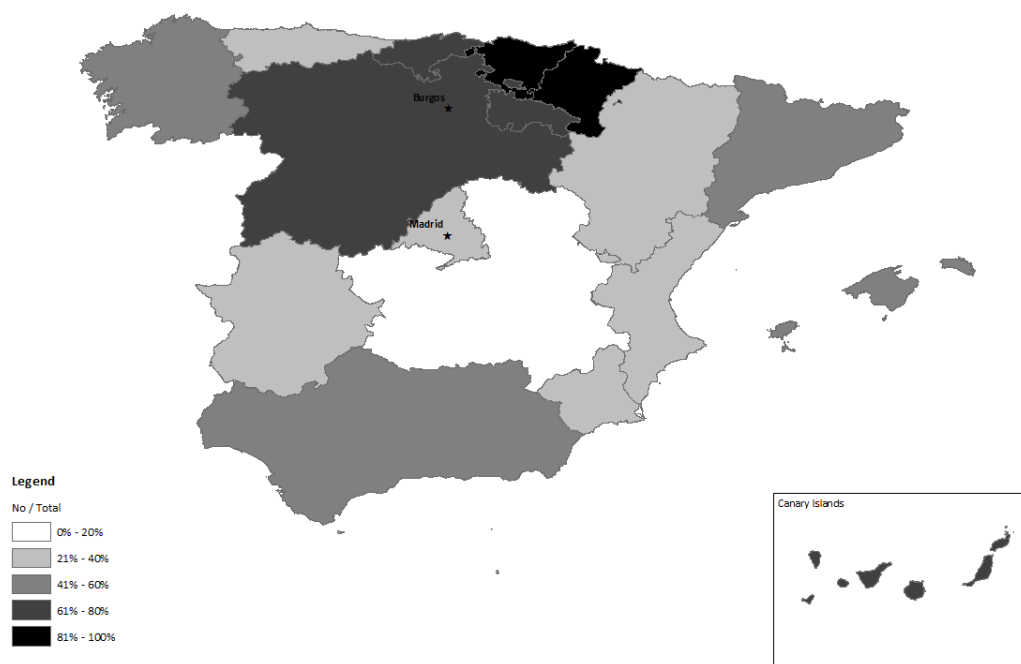 Burgos
Madrid
Legend
No / Total
0% - 20%
21% - 40%
41% - 60%
61% - 80%
81% - 100%
Canary Islands